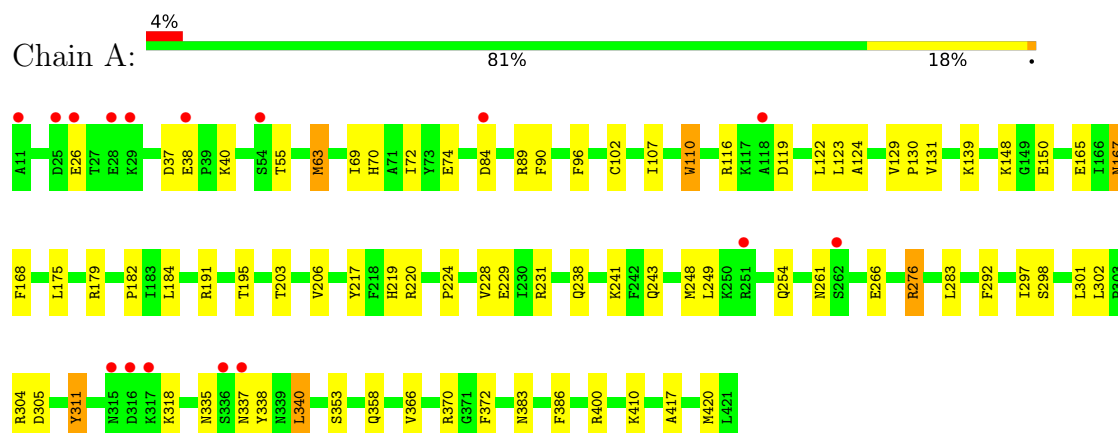 4%
Chain A:
81% 18% •
A11 D25 E26 T27 E28 K29 D37 E38 P39 K40 S54 T55 M63 I69 H70 A71 I72 Y73 E74 D84 R89 F90 F96 C102 I107 W110 R116 K117 A118 D119 L122 L123 A124 V129 P130 V131 K139 K148 G149 E150 E165 I166 N167
F168 L175 R179 P182 I183 L184 R191 T195 T203 V206 Y217 F218 H219 R220 P224 V228 E229 I230 R231 Q238 K241 F242 Q243 M248 L249 K250 R251 Q254 N261 S262 E266 R276 L283 F292 I297 S298 L301 L302 P303
R304 D305 Y311 N315 D316 K317 K318 N335 S336 N337 Y338 N339 L340 S353 Q358 V366 R370 G371 F372 N383 F386 R400 K410 A417 M420 L421